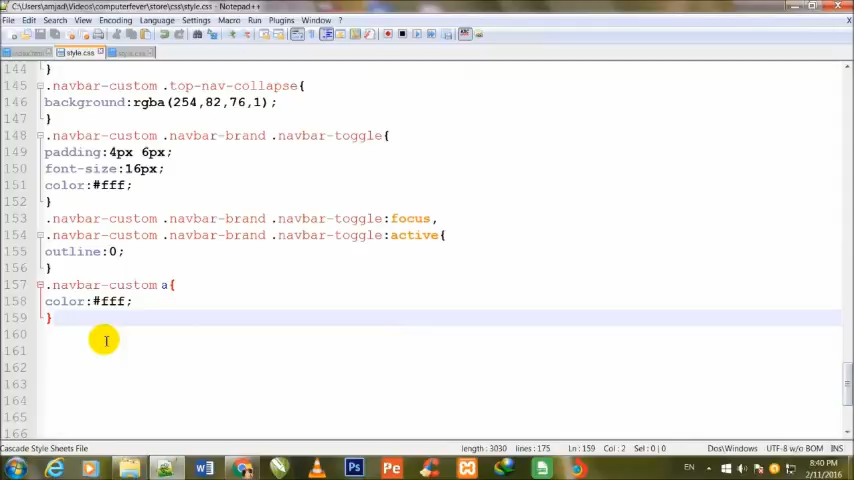 C:\Users\amjad\Videos\computerfever\store\css\style.css - Notepad++
File Edit Search View Encoding Language Settings Macro Run Plugins Window ?
index.html style.css style.css
144 }
145 .navbar-custom .top-nav-collapse{
146 background:rgba(254,82,76,1);
147 }
148 .navbar-custom .navbar-brand .navbar-toggle{
149 padding:4px 6px;
150 font-size:16px;
151 color:#fff;
152 }
153 .navbar-custom .navbar-brand .navbar-toggle:focus,
154 .navbar-custom .navbar-brand .navbar-toggle:active{
155 outline:0;
156 }
157 .navbar-custom a{
158 color:#fff;
159 }
160
161
162
163
164
165
166
Cascade Style Sheets File length : 3030 lines : 175 Ln : 159 Col : 2 Sel : 0 | 0 Dos\Windows UTF-8 w/o BOM INS
W Ps Pe EN 8:40 PM
2/11/2016